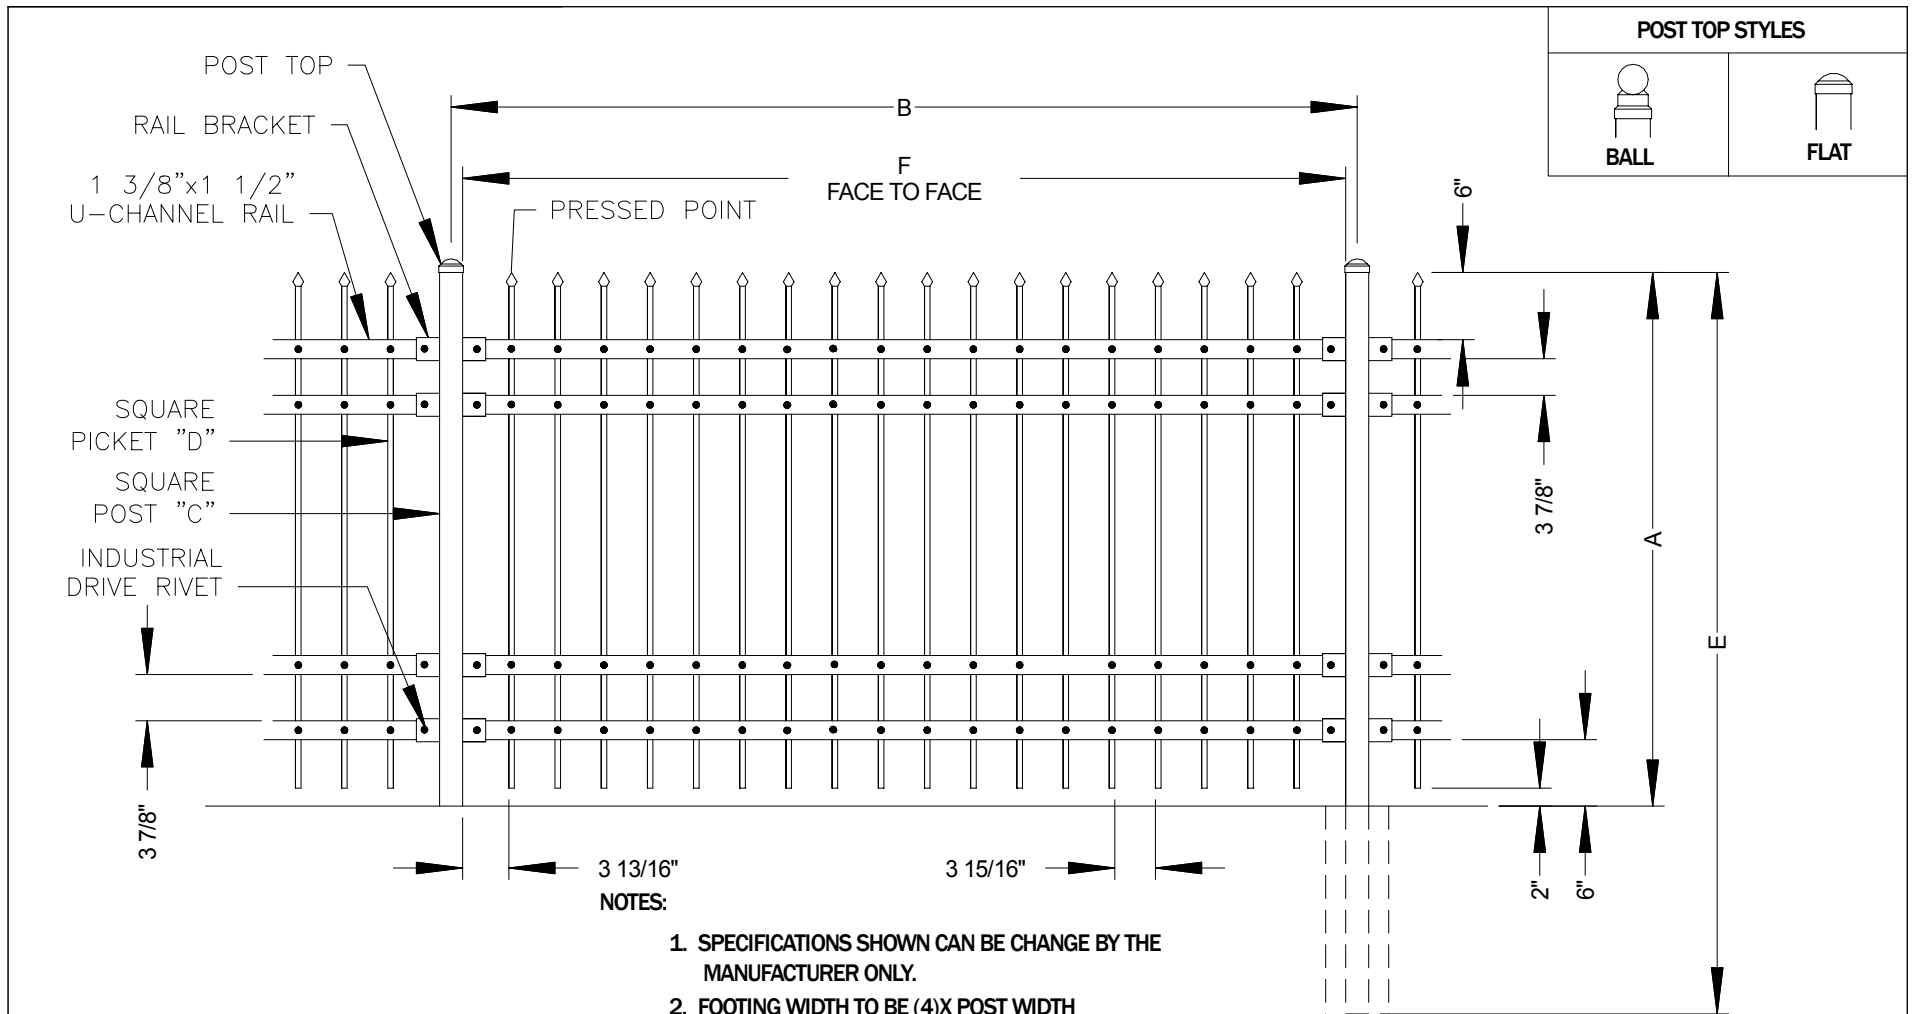 POST TOP STYLES
BALL
FLAT
POST TOP
RAIL BRACKET
1 3/8"x1 1/2"
U-CHANNEL RAIL
B
F
FACE TO FACE
PRESSED POINT
6"
SQUARE
PICKET "D"
SQUARE
POST "C"
INDUSTRIAL
DRIVE RIVET
3 7/8"
A
E
3 7/8"
3 13/16"
3 15/16"
2"
6"
NOTES:
1. SPECIFICATIONS SHOWN CAN BE CHANGE BY THE
MANUFACTURER ONLY.
2. FOOTING WIDTH TO BE (4)X POST WIDTH